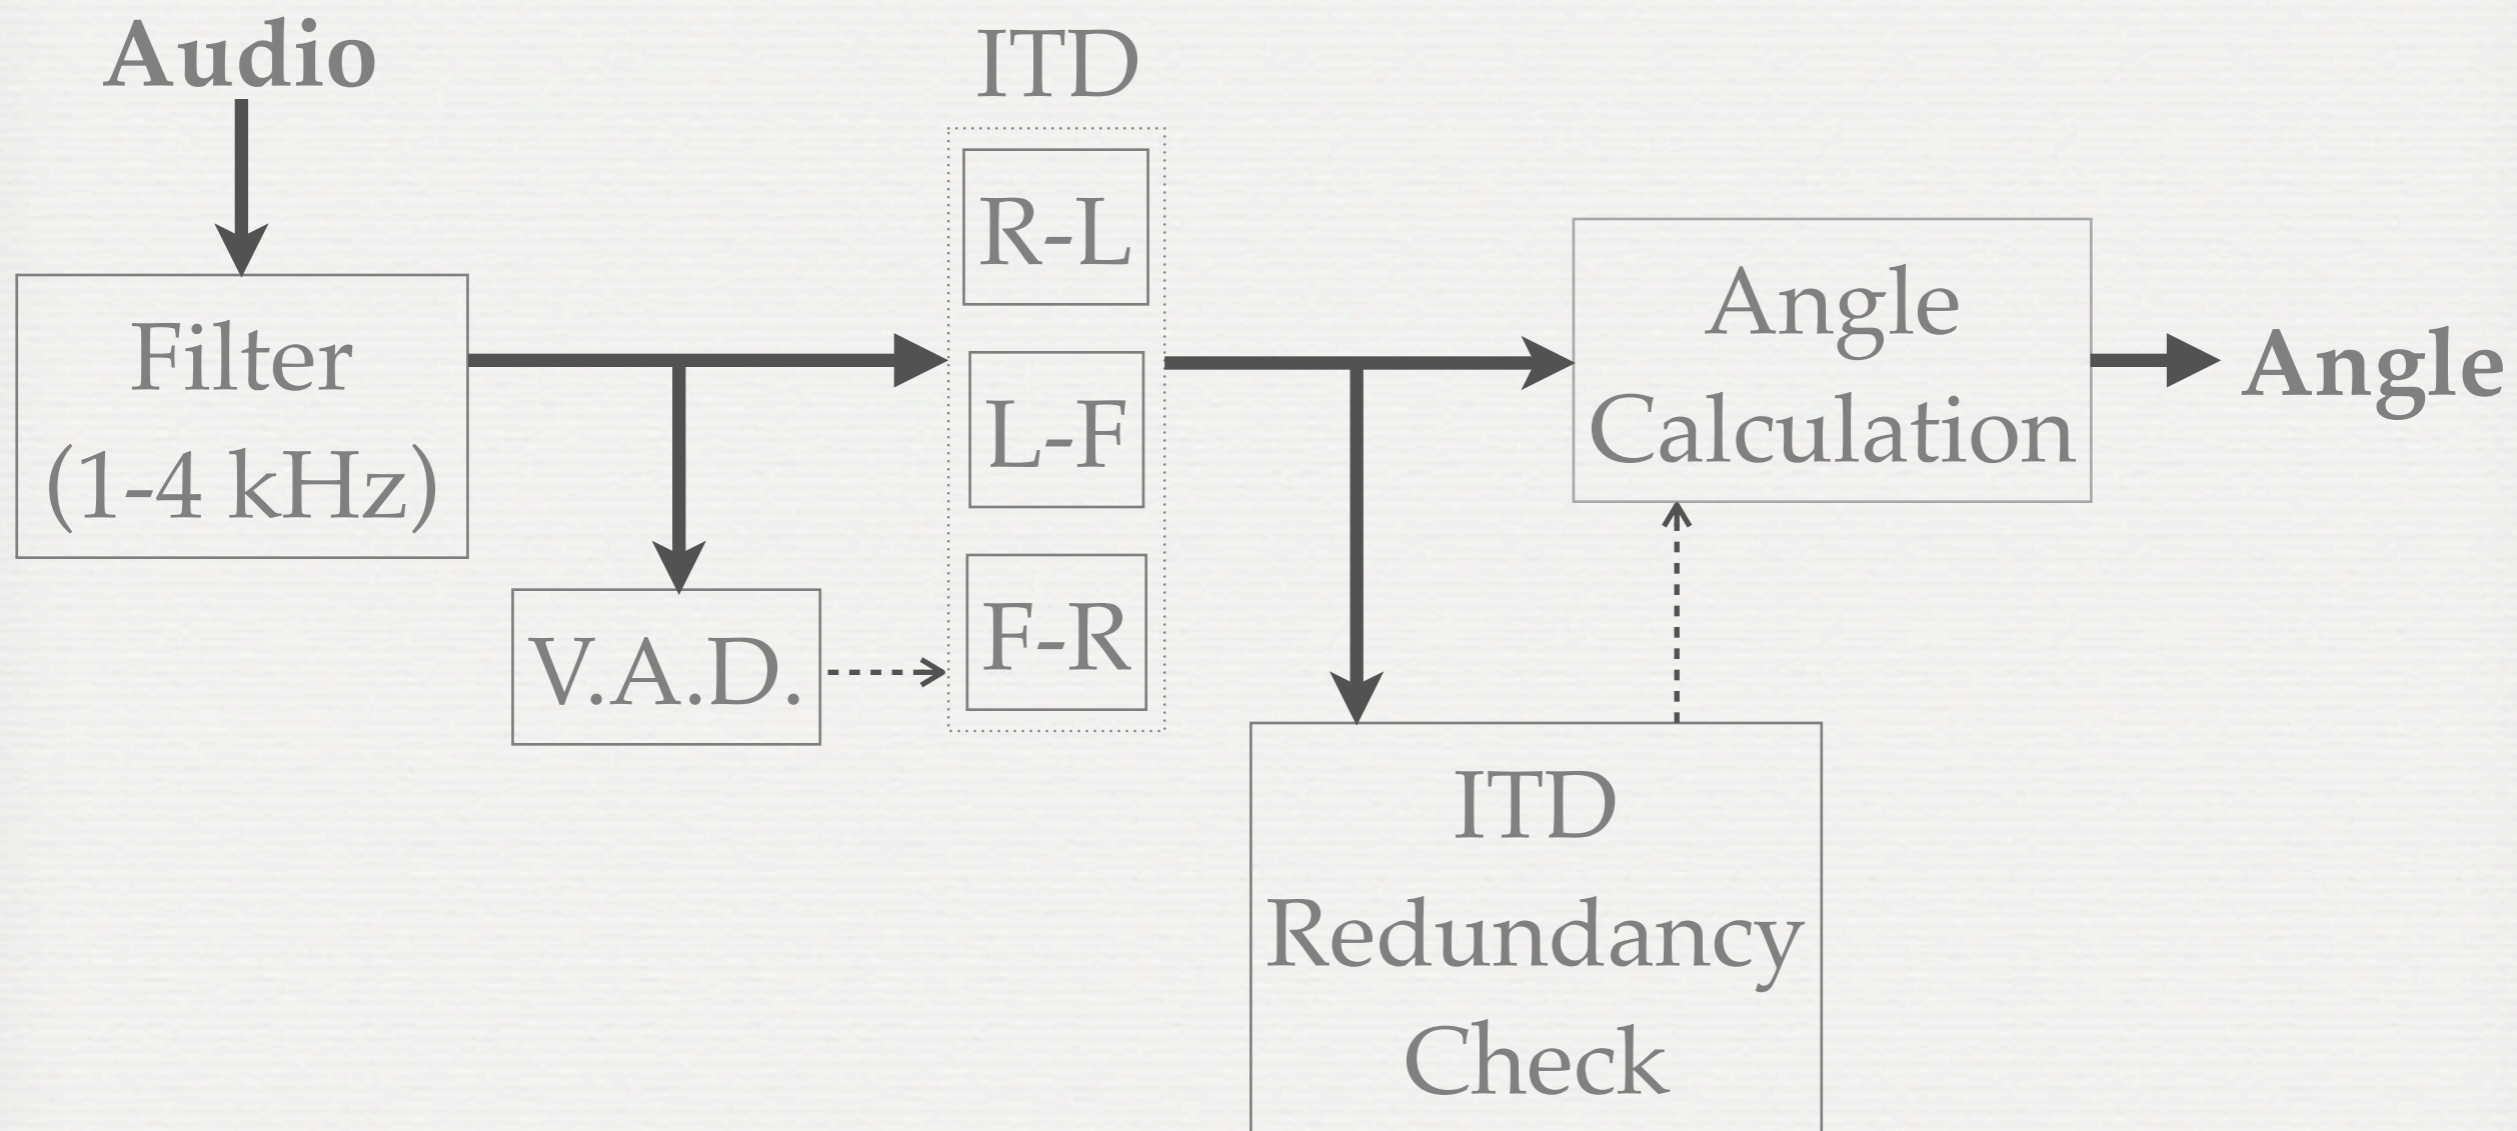 Audio
ITD
R-L
Filter
(1-4 kHz)
L-F
V.A.D.
F-R
Angle
Calculation
Angle
ITD
Redundancy
Check